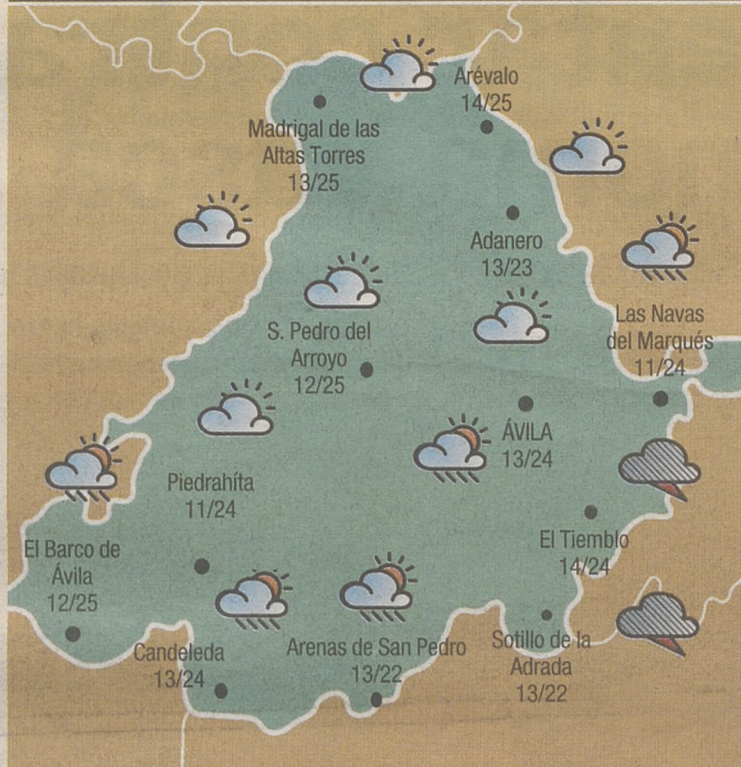 Arévalo
14/25
Madrigal de las
Altas Torres
13/25
Adanero
13/23
Las Navas
del Marqués
11/24
S. Pedro del
Arroyo
12/25
ÁVILA
13/24
Piedrahíta
11/24
El Tiemblo
14/24
El Barco de
Ávila
12/25
Candeleda
13/24
Arenas de San Pedro
13/22
Sotillo de la
Adrada
13/22